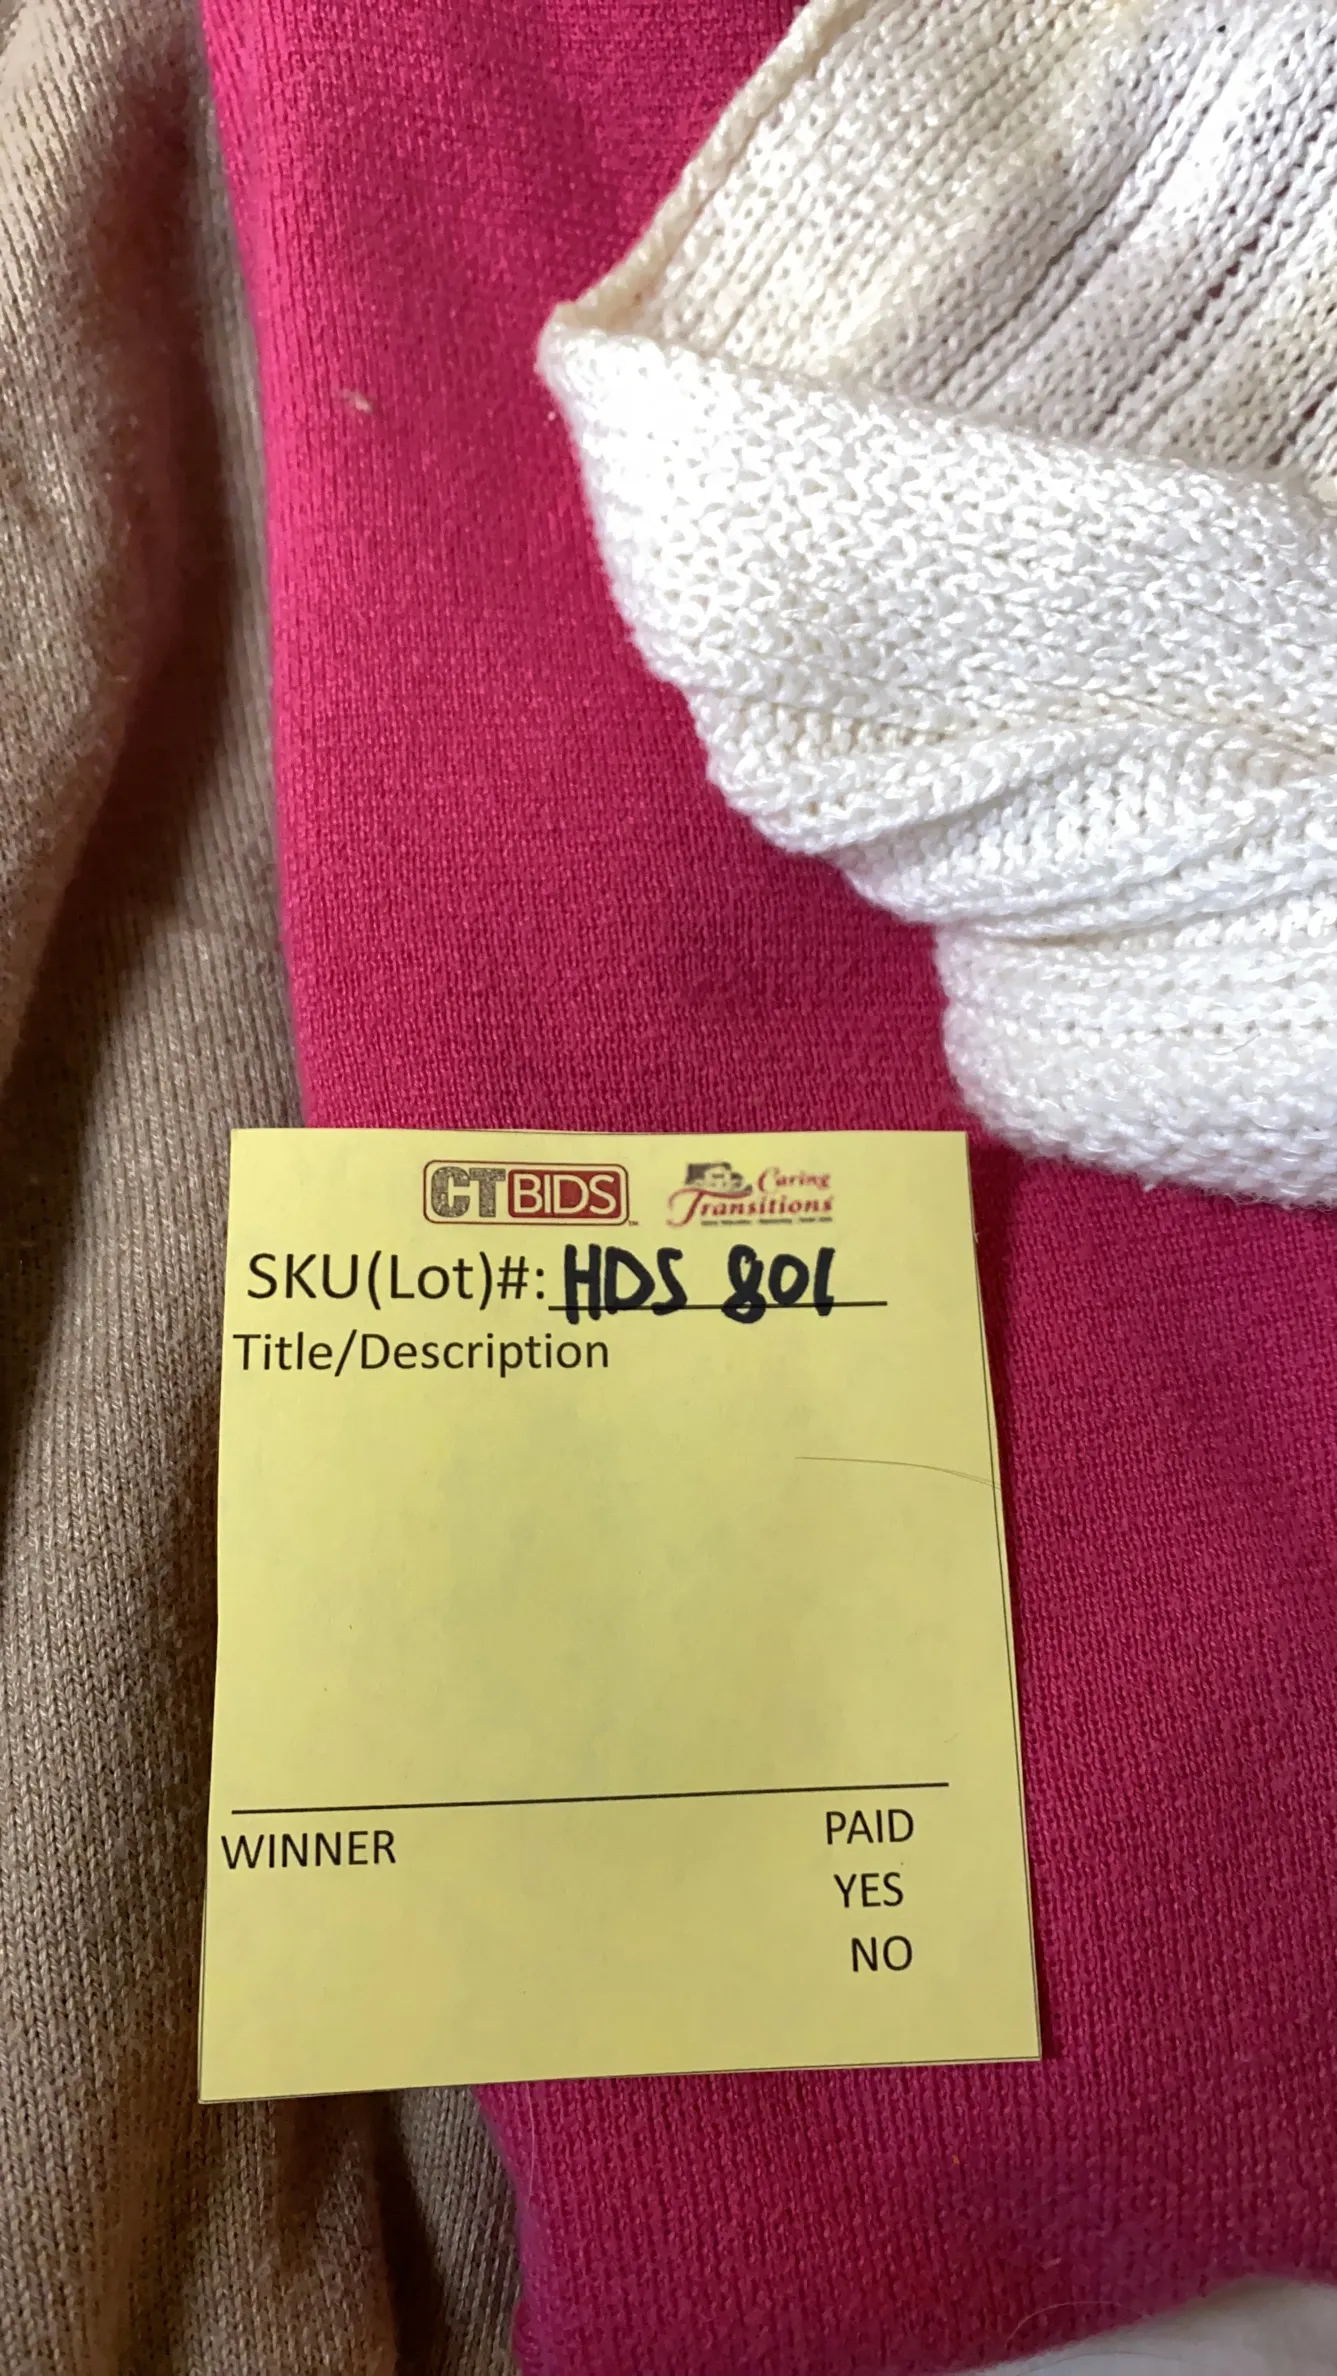 CTBIDS Caring
Transitions
SKU(Lot)#: HDS 801
Title/Description
WINNER PAID
YES
NO